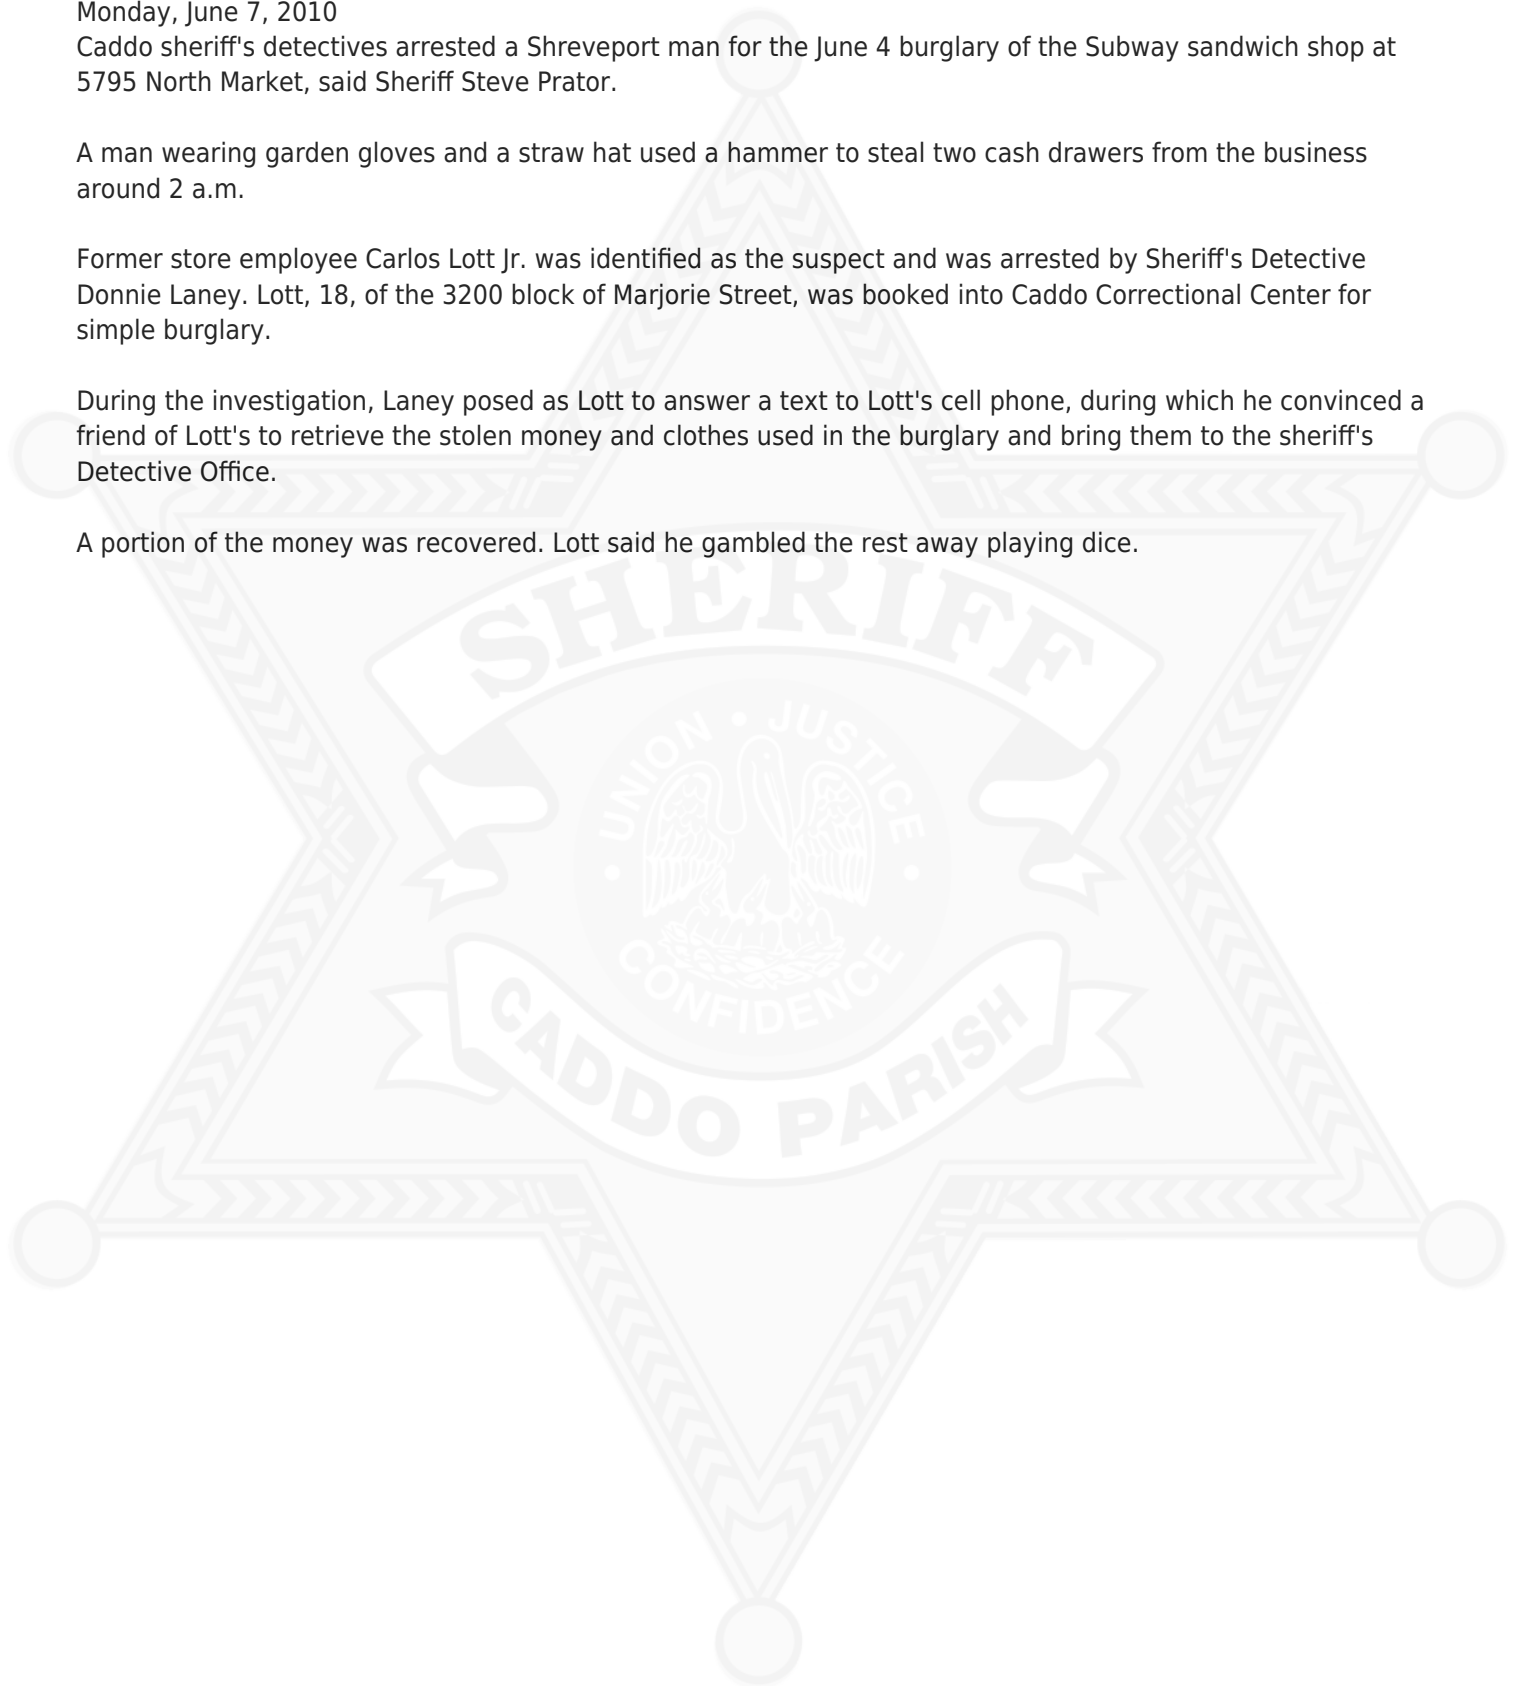 Monday, June 7, 2010
Caddo sheriff's detectives arrested a Shreveport man for the June 4 burglary of the Subway sandwich shop at
5795 North Market, said Sheriff Steve Prator.
A man wearing garden gloves and a straw hat used a hammer to steal two cash drawers from the business
around 2 a.m.
Former store employee Carlos Lott Jr. was identified as the suspect and was arrested by Sheriff's Detective
Donnie Laney. Lott, 18, of the 3200 block of Marjorie Street, was booked into Caddo Correctional Center for
simple burglary.
During the investigation, Laney posed as Lott to answer a text to Lott's cell phone, during which he convinced a
friend of Lott's to retrieve the stolen money and clothes used in the burglary and bring them to the sheriff's
Detective Office.
A portion of the money was recovered. Lott said he gambled the rest away playing dice.
SHERIFF
UNION • JUSTICE
• CONFIDENCE •
CADDO PARISH